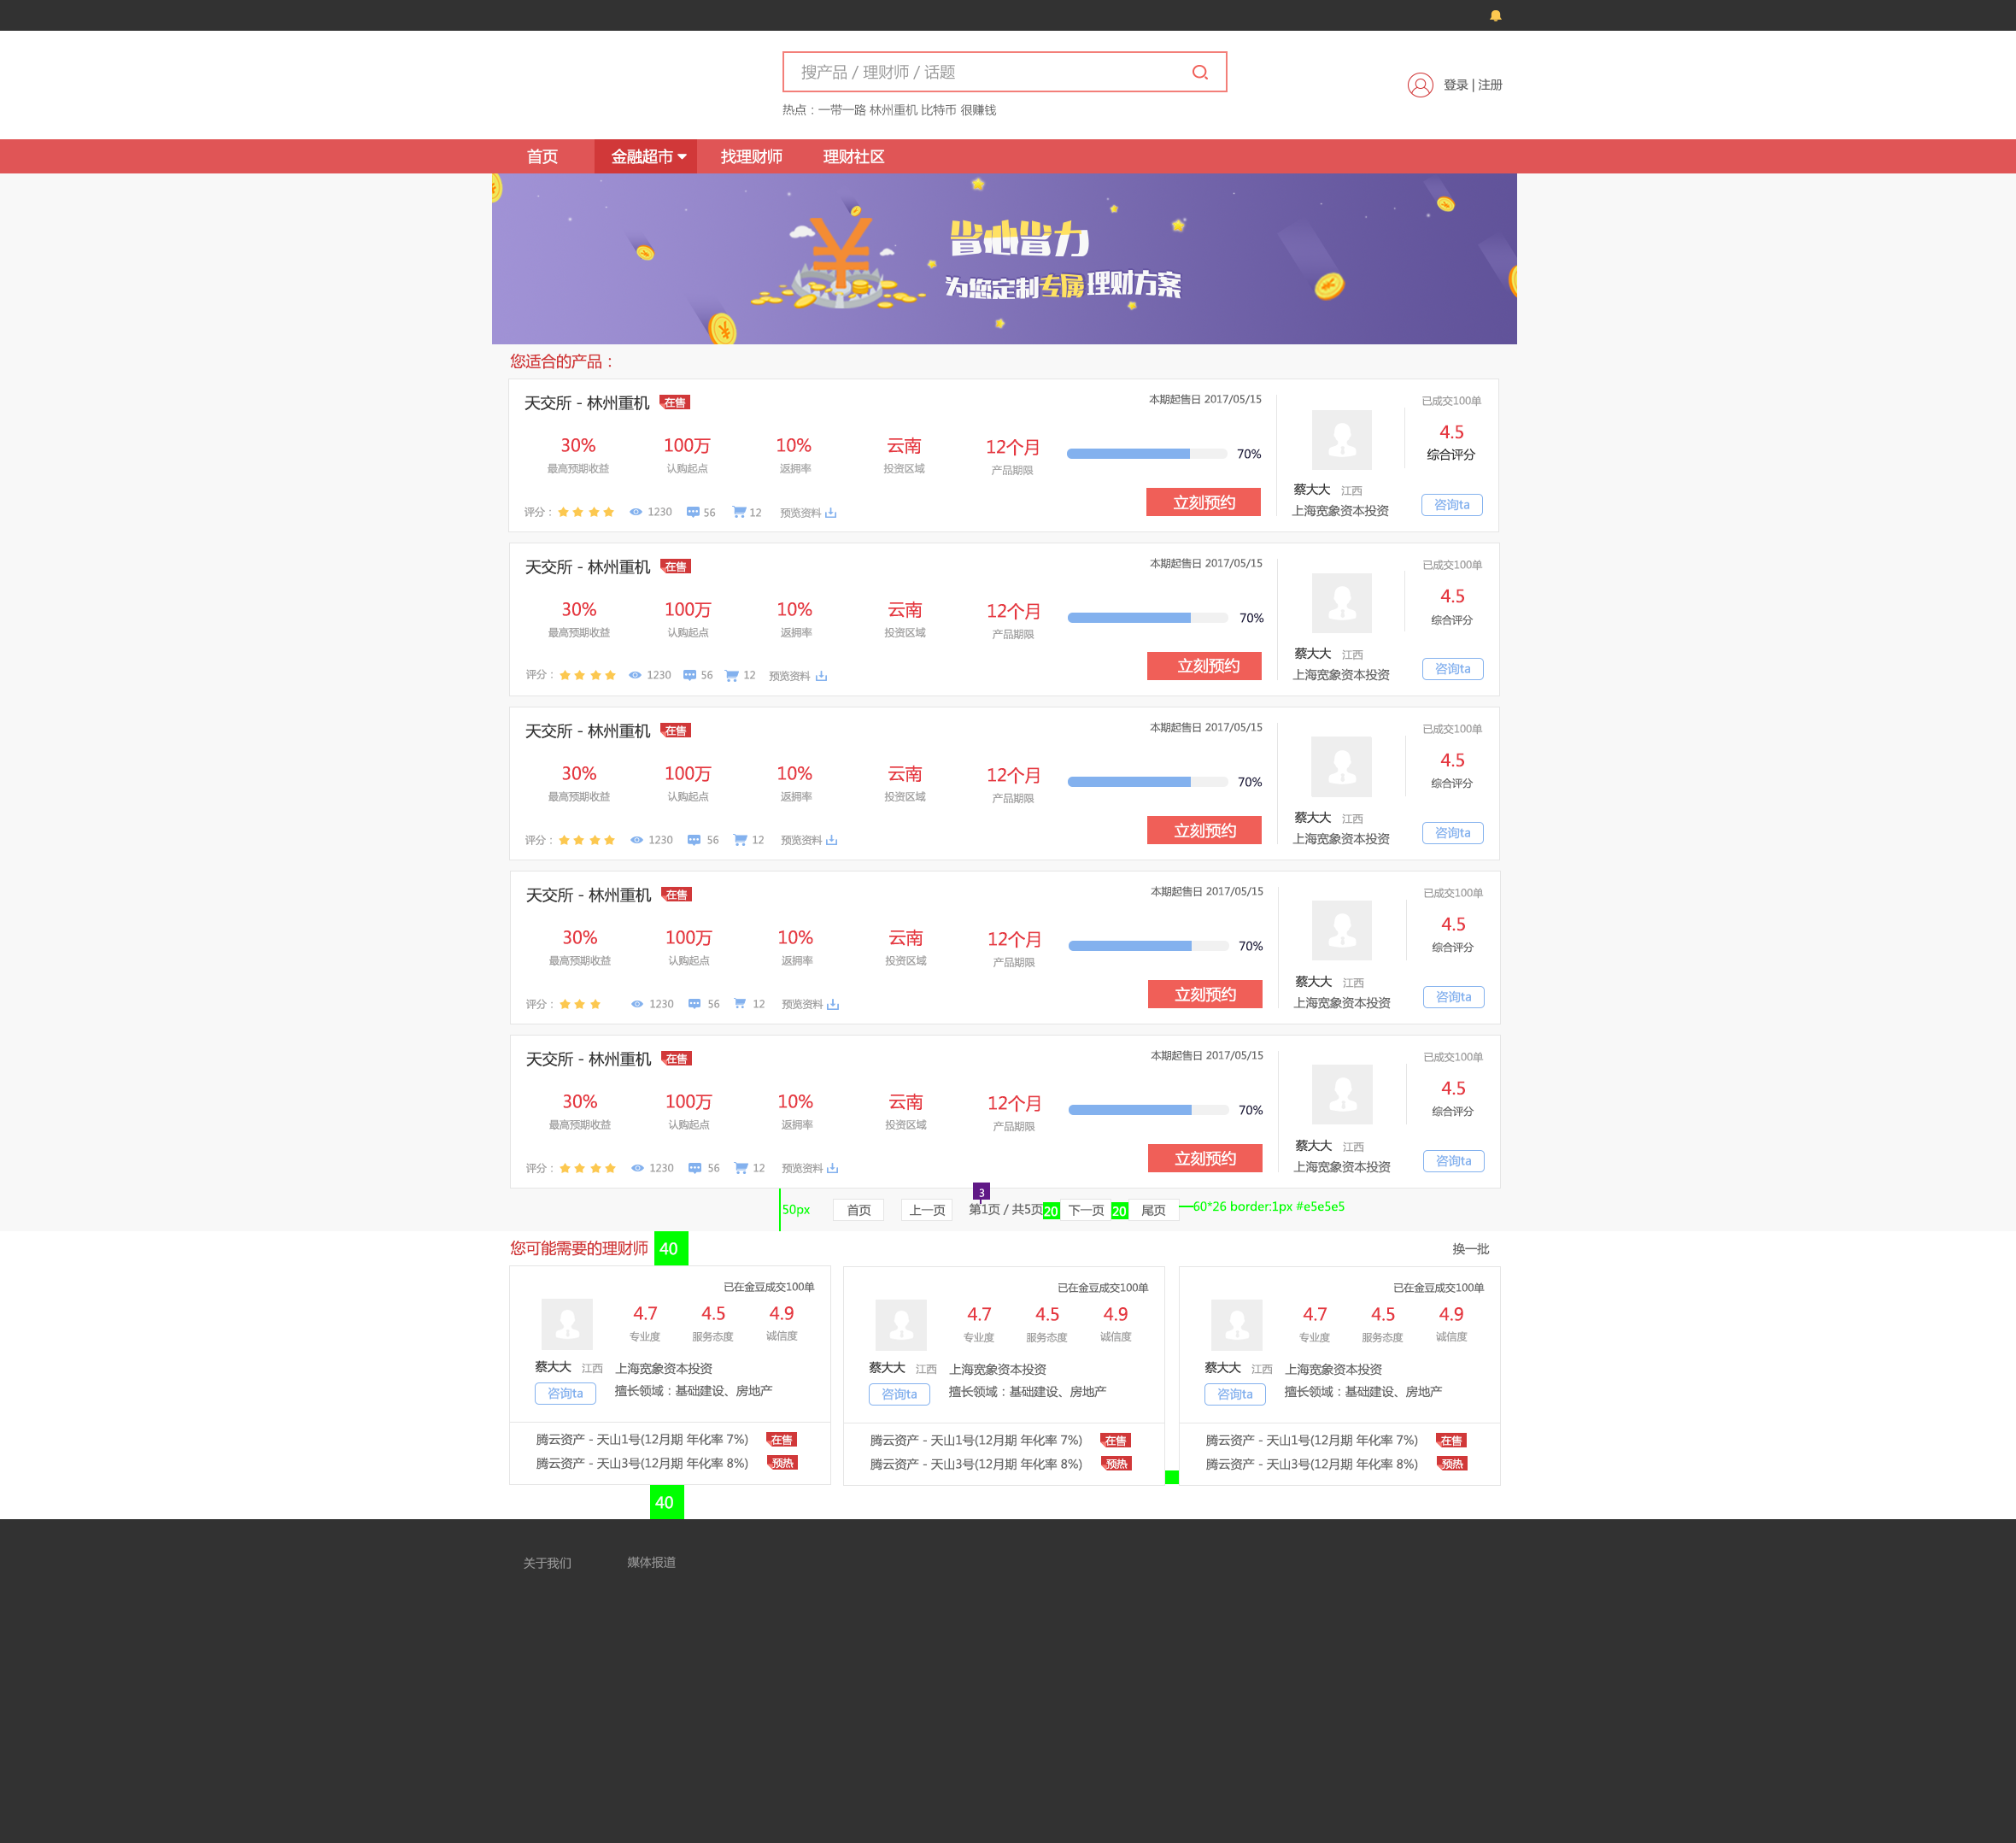 搜产品 / 理财师 / 话题
登录 | 注册
热点：一带一路 林州重机 比特币 很赚钱
首页 金融超市 找理财师 理财社区
省心省力
为您定制专属理财方案
您适合的产品：
天交所 - 林州重机 在售 本期起售日 2017/05/15 已成交100单
30% 100万 10% 云南 12个月 70% 4.5
最高预期收益 认购起点 返拥率 投资区域 产品期限 综合评分
蔡大大 江西
评分： 1230 56 12 预览资料 立刻预约 上海宽象资本投资 咨询ta
天交所 - 林州重机 在售 本期起售日 2017/05/15 已成交100单
30% 100万 10% 云南 12个月 70% 4.5
最高预期收益 认购起点 返拥率 投资区域 产品期限 综合评分
蔡大大 江西
评分： 1230 56 12 预览资料 立刻预约 上海宽象资本投资 咨询ta
天交所 - 林州重机 在售 本期起售日 2017/05/15 已成交100单
30% 100万 10% 云南 12个月 70% 4.5
最高预期收益 认购起点 返拥率 投资区域 产品期限 综合评分
蔡大大 江西
评分： 1230 56 12 预览资料 立刻预约 上海宽象资本投资 咨询ta
天交所 - 林州重机 在售 本期起售日 2017/05/15 已成交100单
30% 100万 10% 云南 12个月 70% 4.5
最高预期收益 认购起点 返拥率 投资区域 产品期限 综合评分
蔡大大 江西
评分： 1230 56 12 预览资料 立刻预约 上海宽象资本投资 咨询ta
天交所 - 林州重机 在售 本期起售日 2017/05/15 已成交100单
30% 100万 10% 云南 12个月 70% 4.5
最高预期收益 认购起点 返拥率 投资区域 产品期限 综合评分
蔡大大 江西
评分： 1230 56 12 预览资料 立刻预约 上海宽象资本投资 咨询ta
3
50px 首页 上一页 第1页 / 共5页 20 下一页 20 尾页 60*26 border:1px #e5e5e5
您可能需要的理财师 40 换一批
已在金豆成交100单
4.7 4.5 4.9
专业度 服务态度 诚信度
蔡大大 江西 上海宽象资本投资
咨询ta 擅长领域：基础建设、房地产
腾云资产 - 天山1号(12月期 年化率 7%) 在售
腾云资产 - 天山3号(12月期 年化率 8%) 预热
已在金豆成交100单
4.7 4.5 4.9
专业度 服务态度 诚信度
蔡大大 江西 上海宽象资本投资
咨询ta 擅长领域：基础建设、房地产
腾云资产 - 天山1号(12月期 年化率 7%) 在售
腾云资产 - 天山3号(12月期 年化率 8%) 预热
已在金豆成交100单
4.7 4.5 4.9
专业度 服务态度 诚信度
蔡大大 江西 上海宽象资本投资
咨询ta 擅长领域：基础建设、房地产
腾云资产 - 天山1号(12月期 年化率 7%) 在售
腾云资产 - 天山3号(12月期 年化率 8%) 预热
40
关于我们 媒体报道